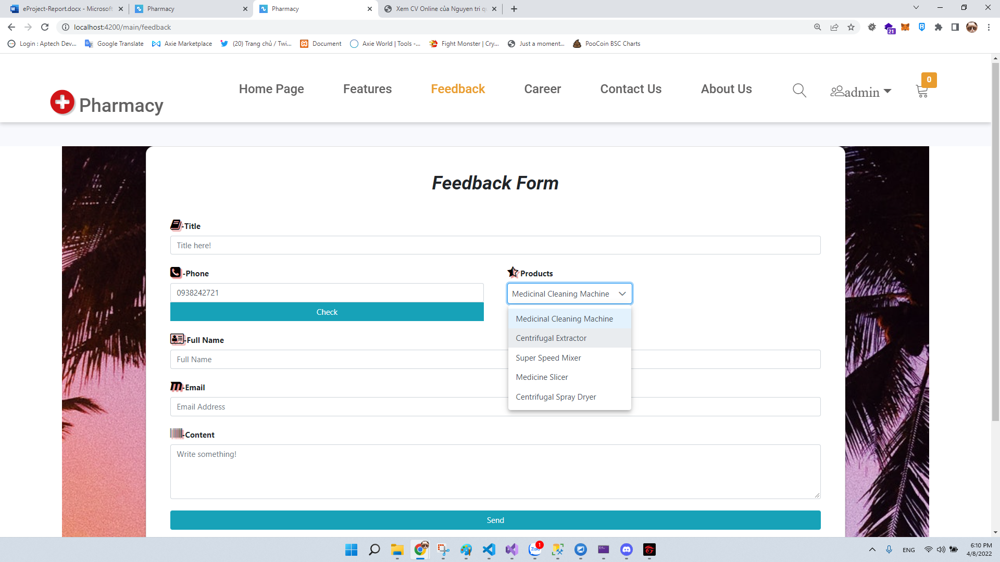 eProject-Report.docx - Microsoft
Pharmacy
Pharmacy
Xem CV Online của Nguyen tri qu
localhost:4200/main/feedback
21
Login : Aptech Dev...
Google Translate
Axie Marketplace
(20) Trang chủ / Twi...
Document
Axie World | Tools -...
Fight Monster | Cry...
Just a moment...
PooCoin BSC Charts
Pharmacy
Home Page
Features
Feedback
Career
Contact Us
About Us
admin
0
Feedback Form
-Title
Title here!
-Phone
0938242721
Check
Products
Medicinal Cleaning Machine
Medicinal Cleaning Machine
Centrifugal Extractor
Super Speed Mixer
Medicine Slicer
Centrifugal Spray Dryer
-Full Name
Full Name
-Email
Email Address
-Content
Write something!
Send
Zalo
1
ENG
6:10 PM
4/8/2022